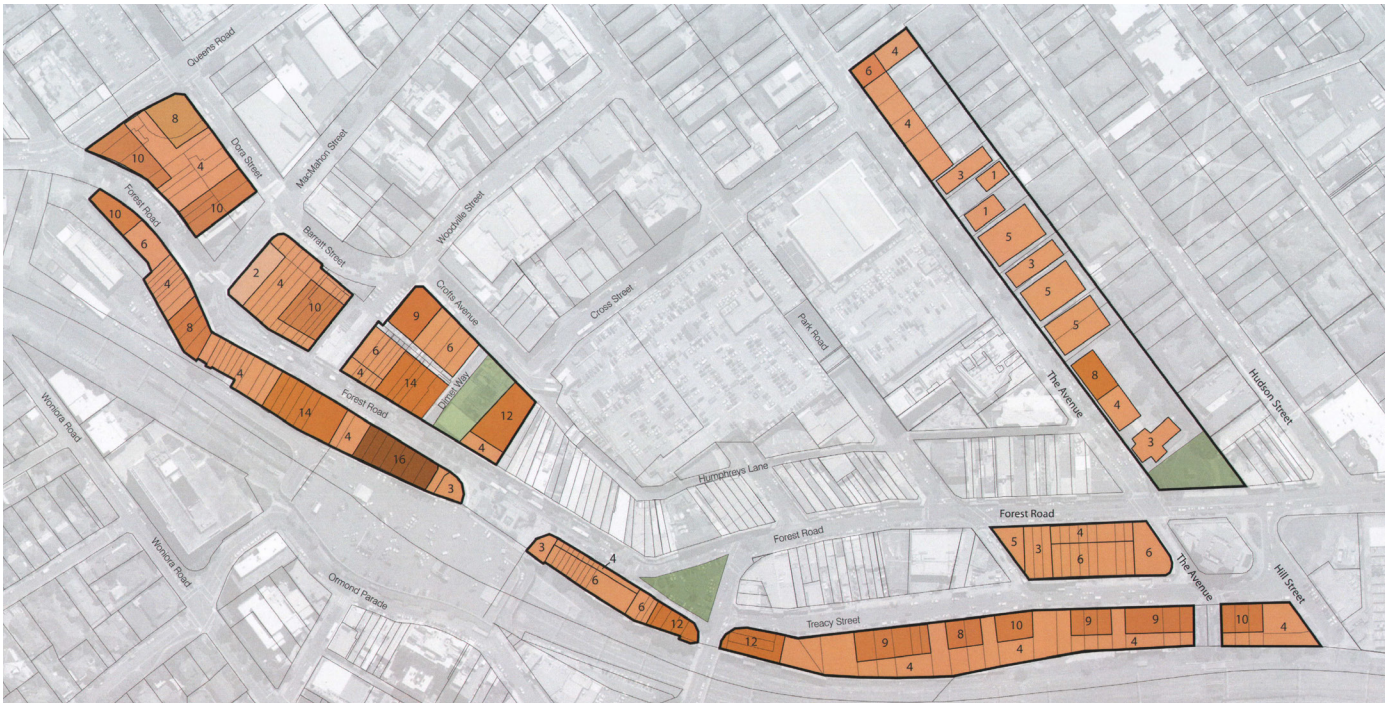 Queens Road
4
6
8
Dora Street
MacMahon Street
4
10
4
3
1
10
Forest Road
10
6
Barratt Street
Woodville Street
1
5
2
4
4
10
Crofts Avenue
3
5
8
9
6
Cross Street
Park Road
5
6
4
4
14
Dimet Way
The Avenue
8
4
Hudson Street
14
Forest Road
12
4
4
3
Woniora Road
16
3
Humphreys Lane
Forest Road
5
3
4
6
6
Forest Road
3
4
6
6
12
Woniora Road
Ormond Parade
The Avenue
Hill Street
Treacy Street
12
9
4
8
10
4
9
9
4
10
4